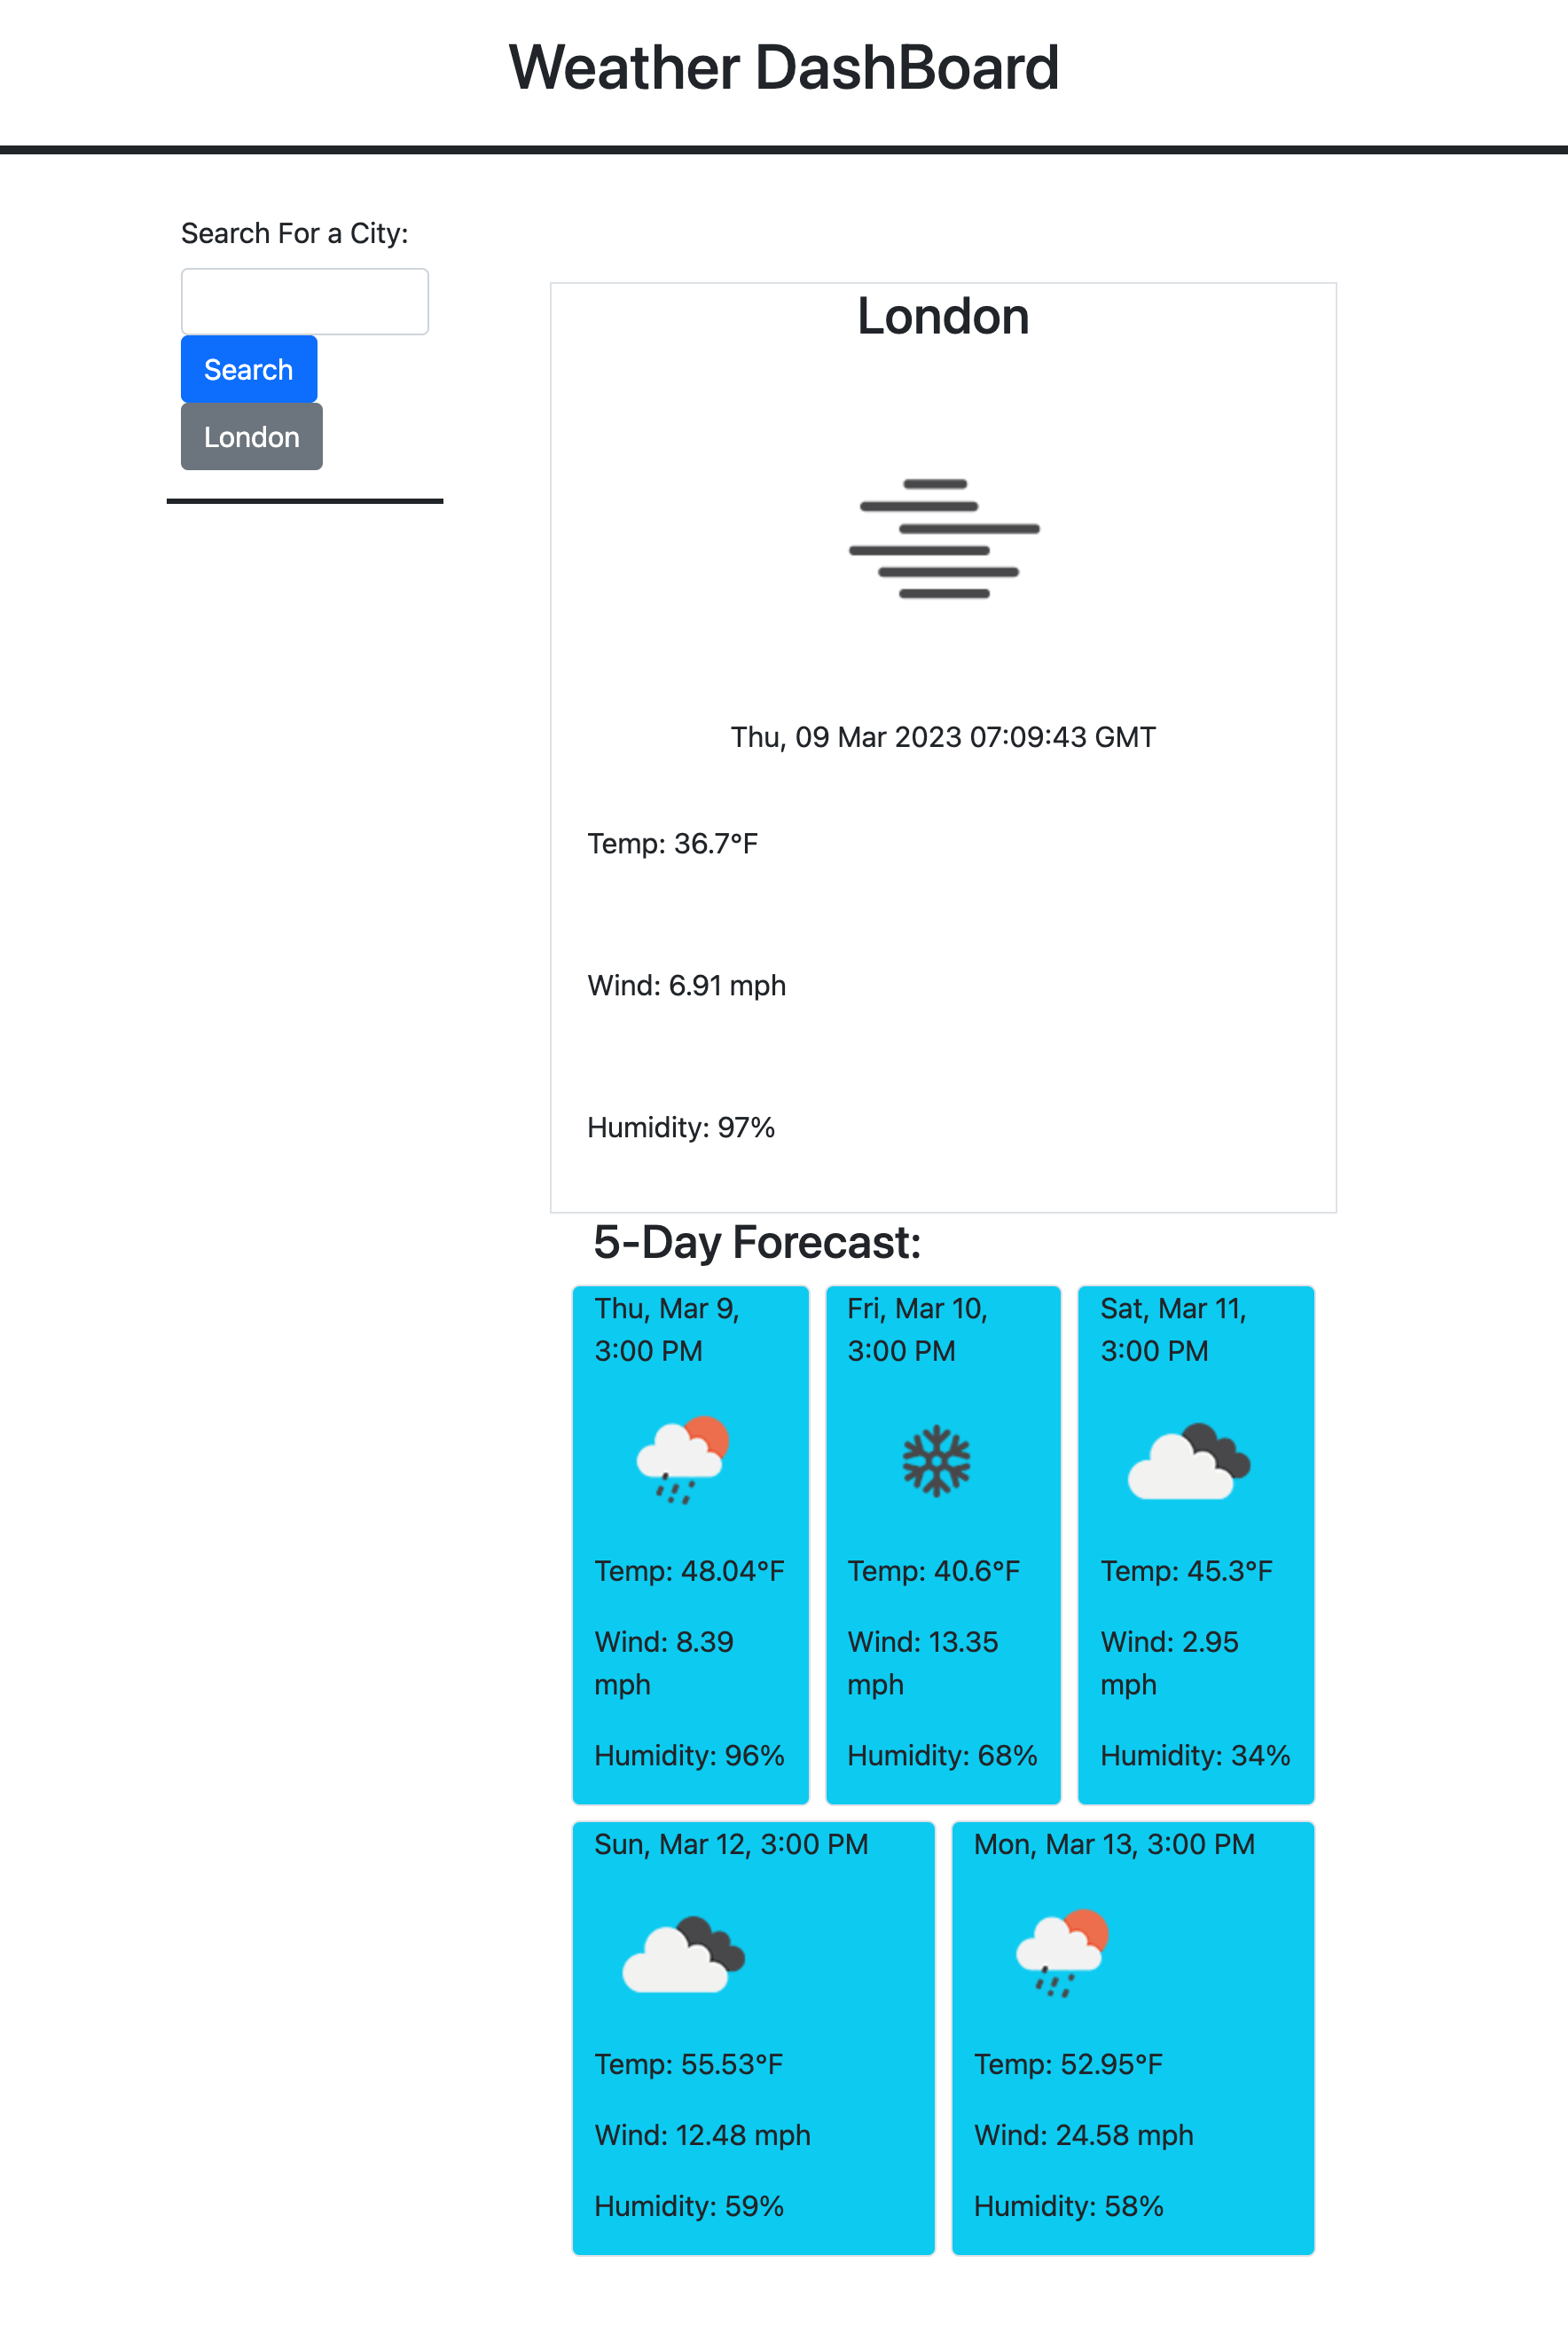 Weather DashBoard
Search For a City:
Search
London
London
Thu, 09 Mar 2023 07:09:43 GMT
Temp: 36.7°F
Wind: 6.91 mph
Humidity: 97%
5-Day Forecast:
Thu, Mar 9,
3:00 PM
Temp: 48.04°F
Wind: 8.39
mph
Humidity: 96%
Fri, Mar 10,
3:00 PM
Temp: 40.6°F
Wind: 13.35
mph
Humidity: 68%
Sat, Mar 11,
3:00 PM
Temp: 45.3°F
Wind: 2.95
mph
Humidity: 34%
Sun, Mar 12, 3:00 PM
Temp: 55.53°F
Wind: 12.48 mph
Humidity: 59%
Mon, Mar 13, 3:00 PM
Temp: 52.95°F
Wind: 24.58 mph
Humidity: 58%